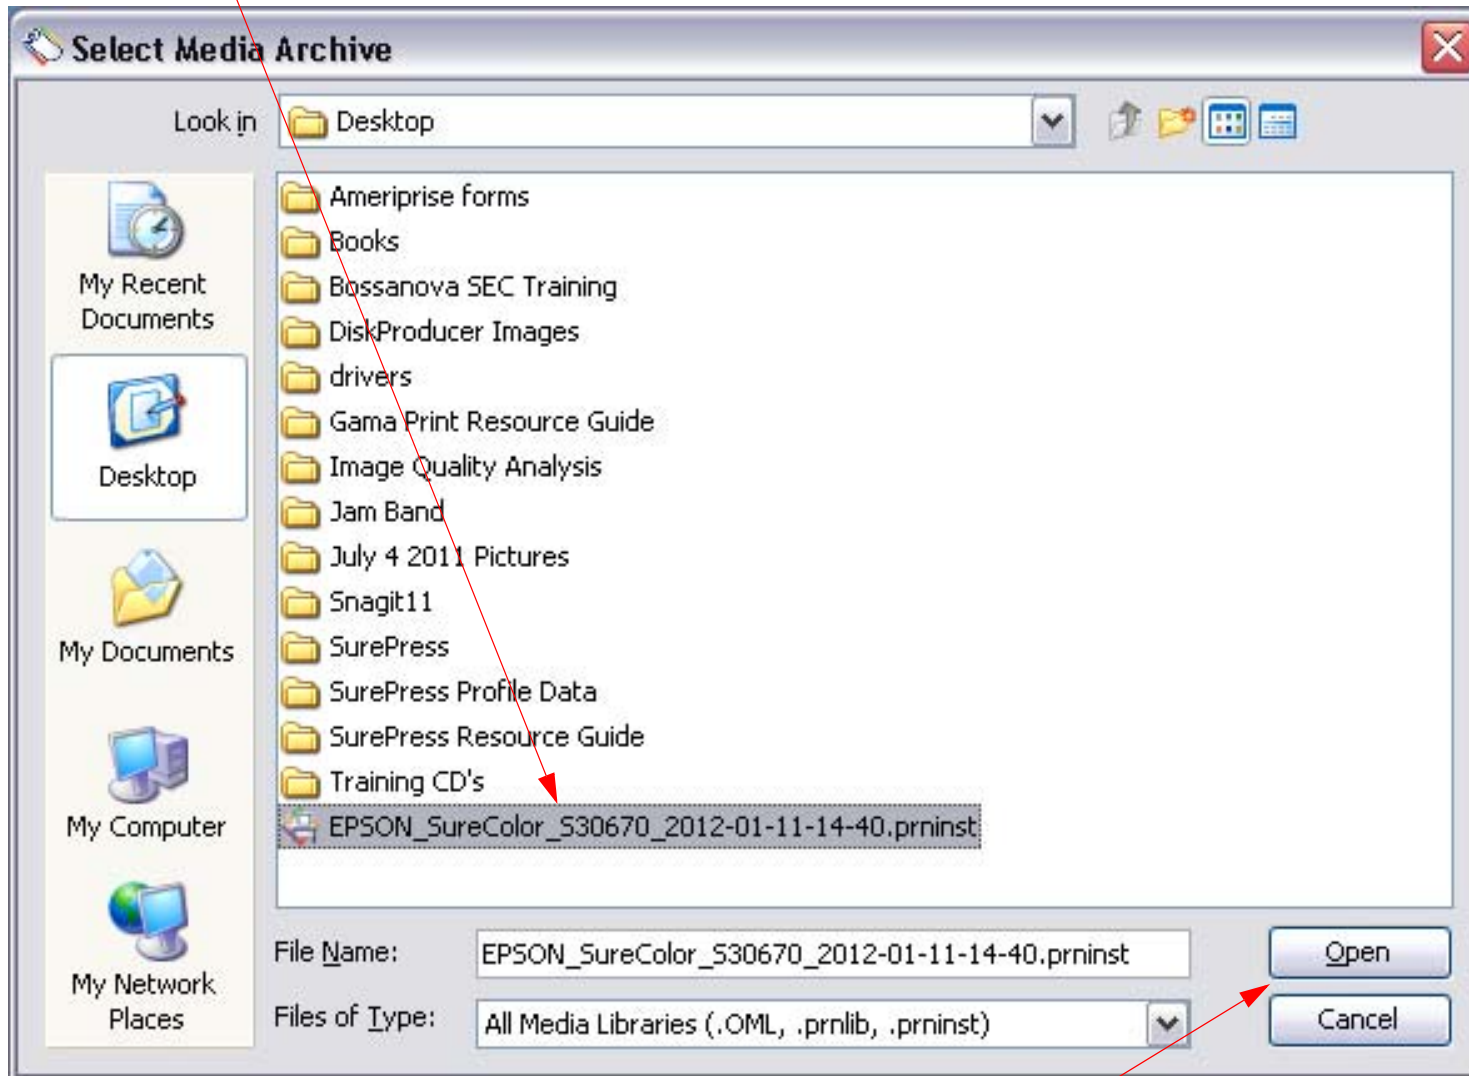 Select Media Archive
Look in
Desktop
My Recent
Documents
Desktop
My Documents
My Computer
My Network
Places
Ameriprise forms
Books
Bossanova SEC Training
DiskProducer Images
drivers
Gama Print Resource Guide
Image Quality Analysis
Jam Band
July 4 2011 Pictures
Snagit11
SurePress
SurePress Profile Data
SurePress Resource Guide
Training CD's
EPSON_SureColor_S30670_2012-01-11-14-40.prninst
File Name:
EPSON_SureColor_S30670_2012-01-11-14-40.prninst
Open
Files of Type:
All Media Libraries (.OML, .prnlib, .prninst)
Cancel